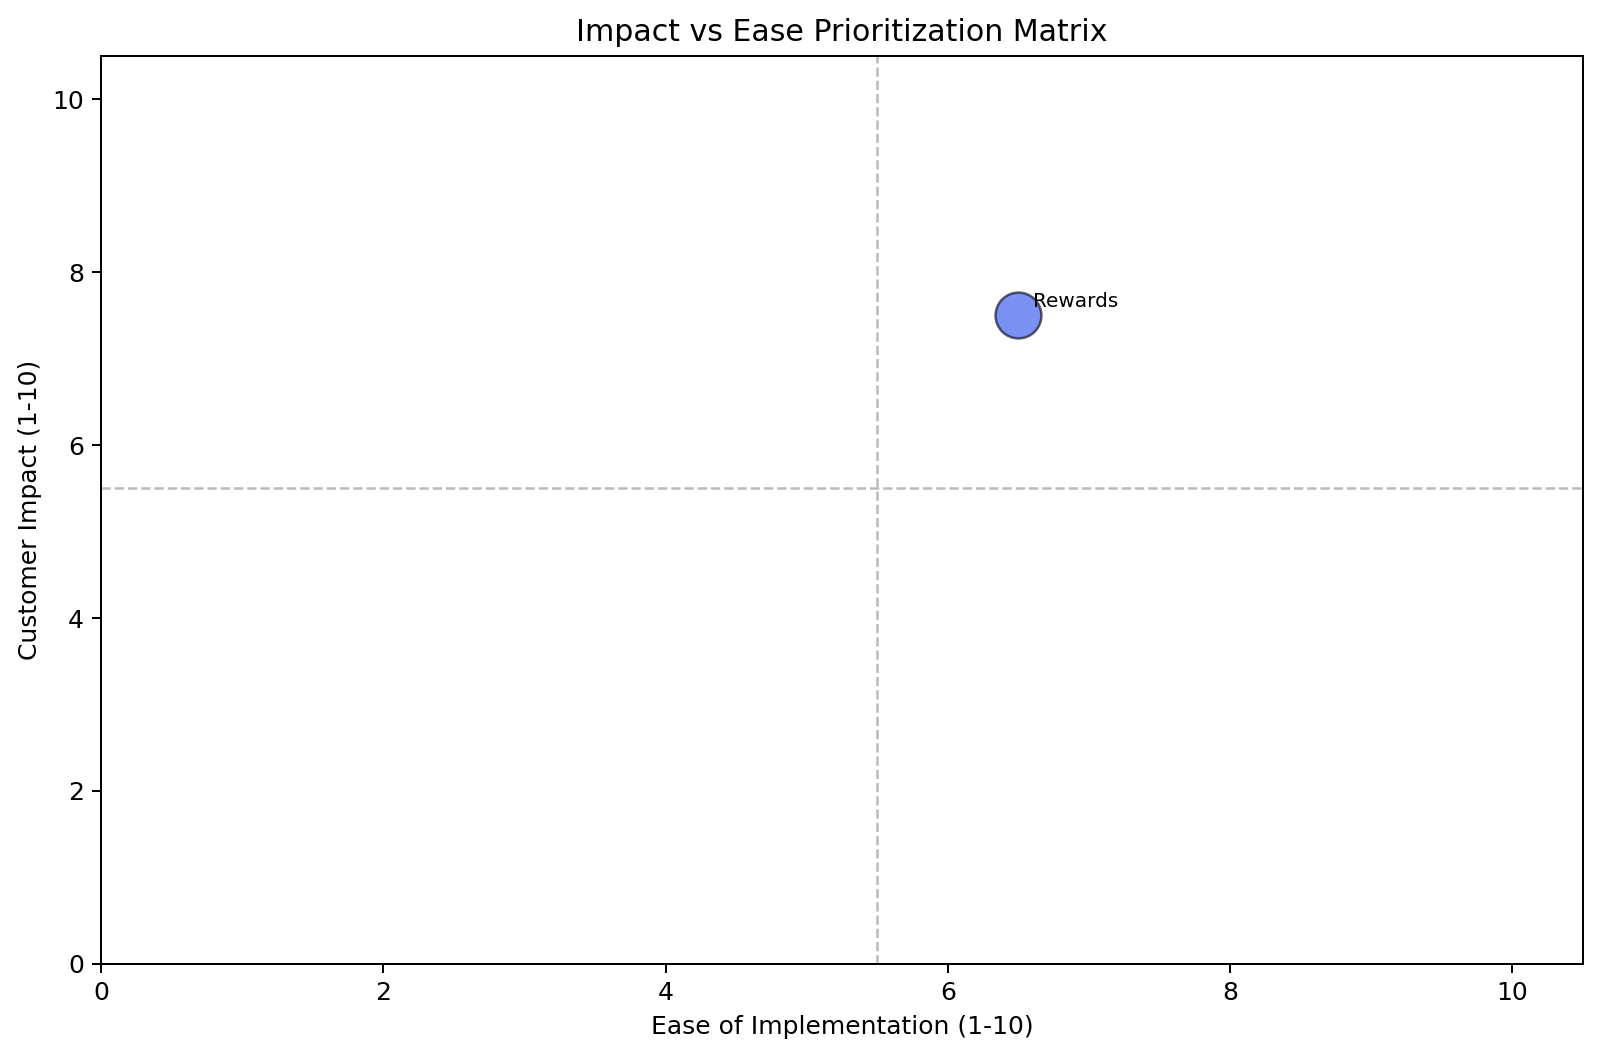 Impact vs Ease Prioritization Matrix
10
8
6
4
2
0
Customer Impact (1-10)
Rewards
0 2 4 6 8 10
Ease of Implementation (1-10)